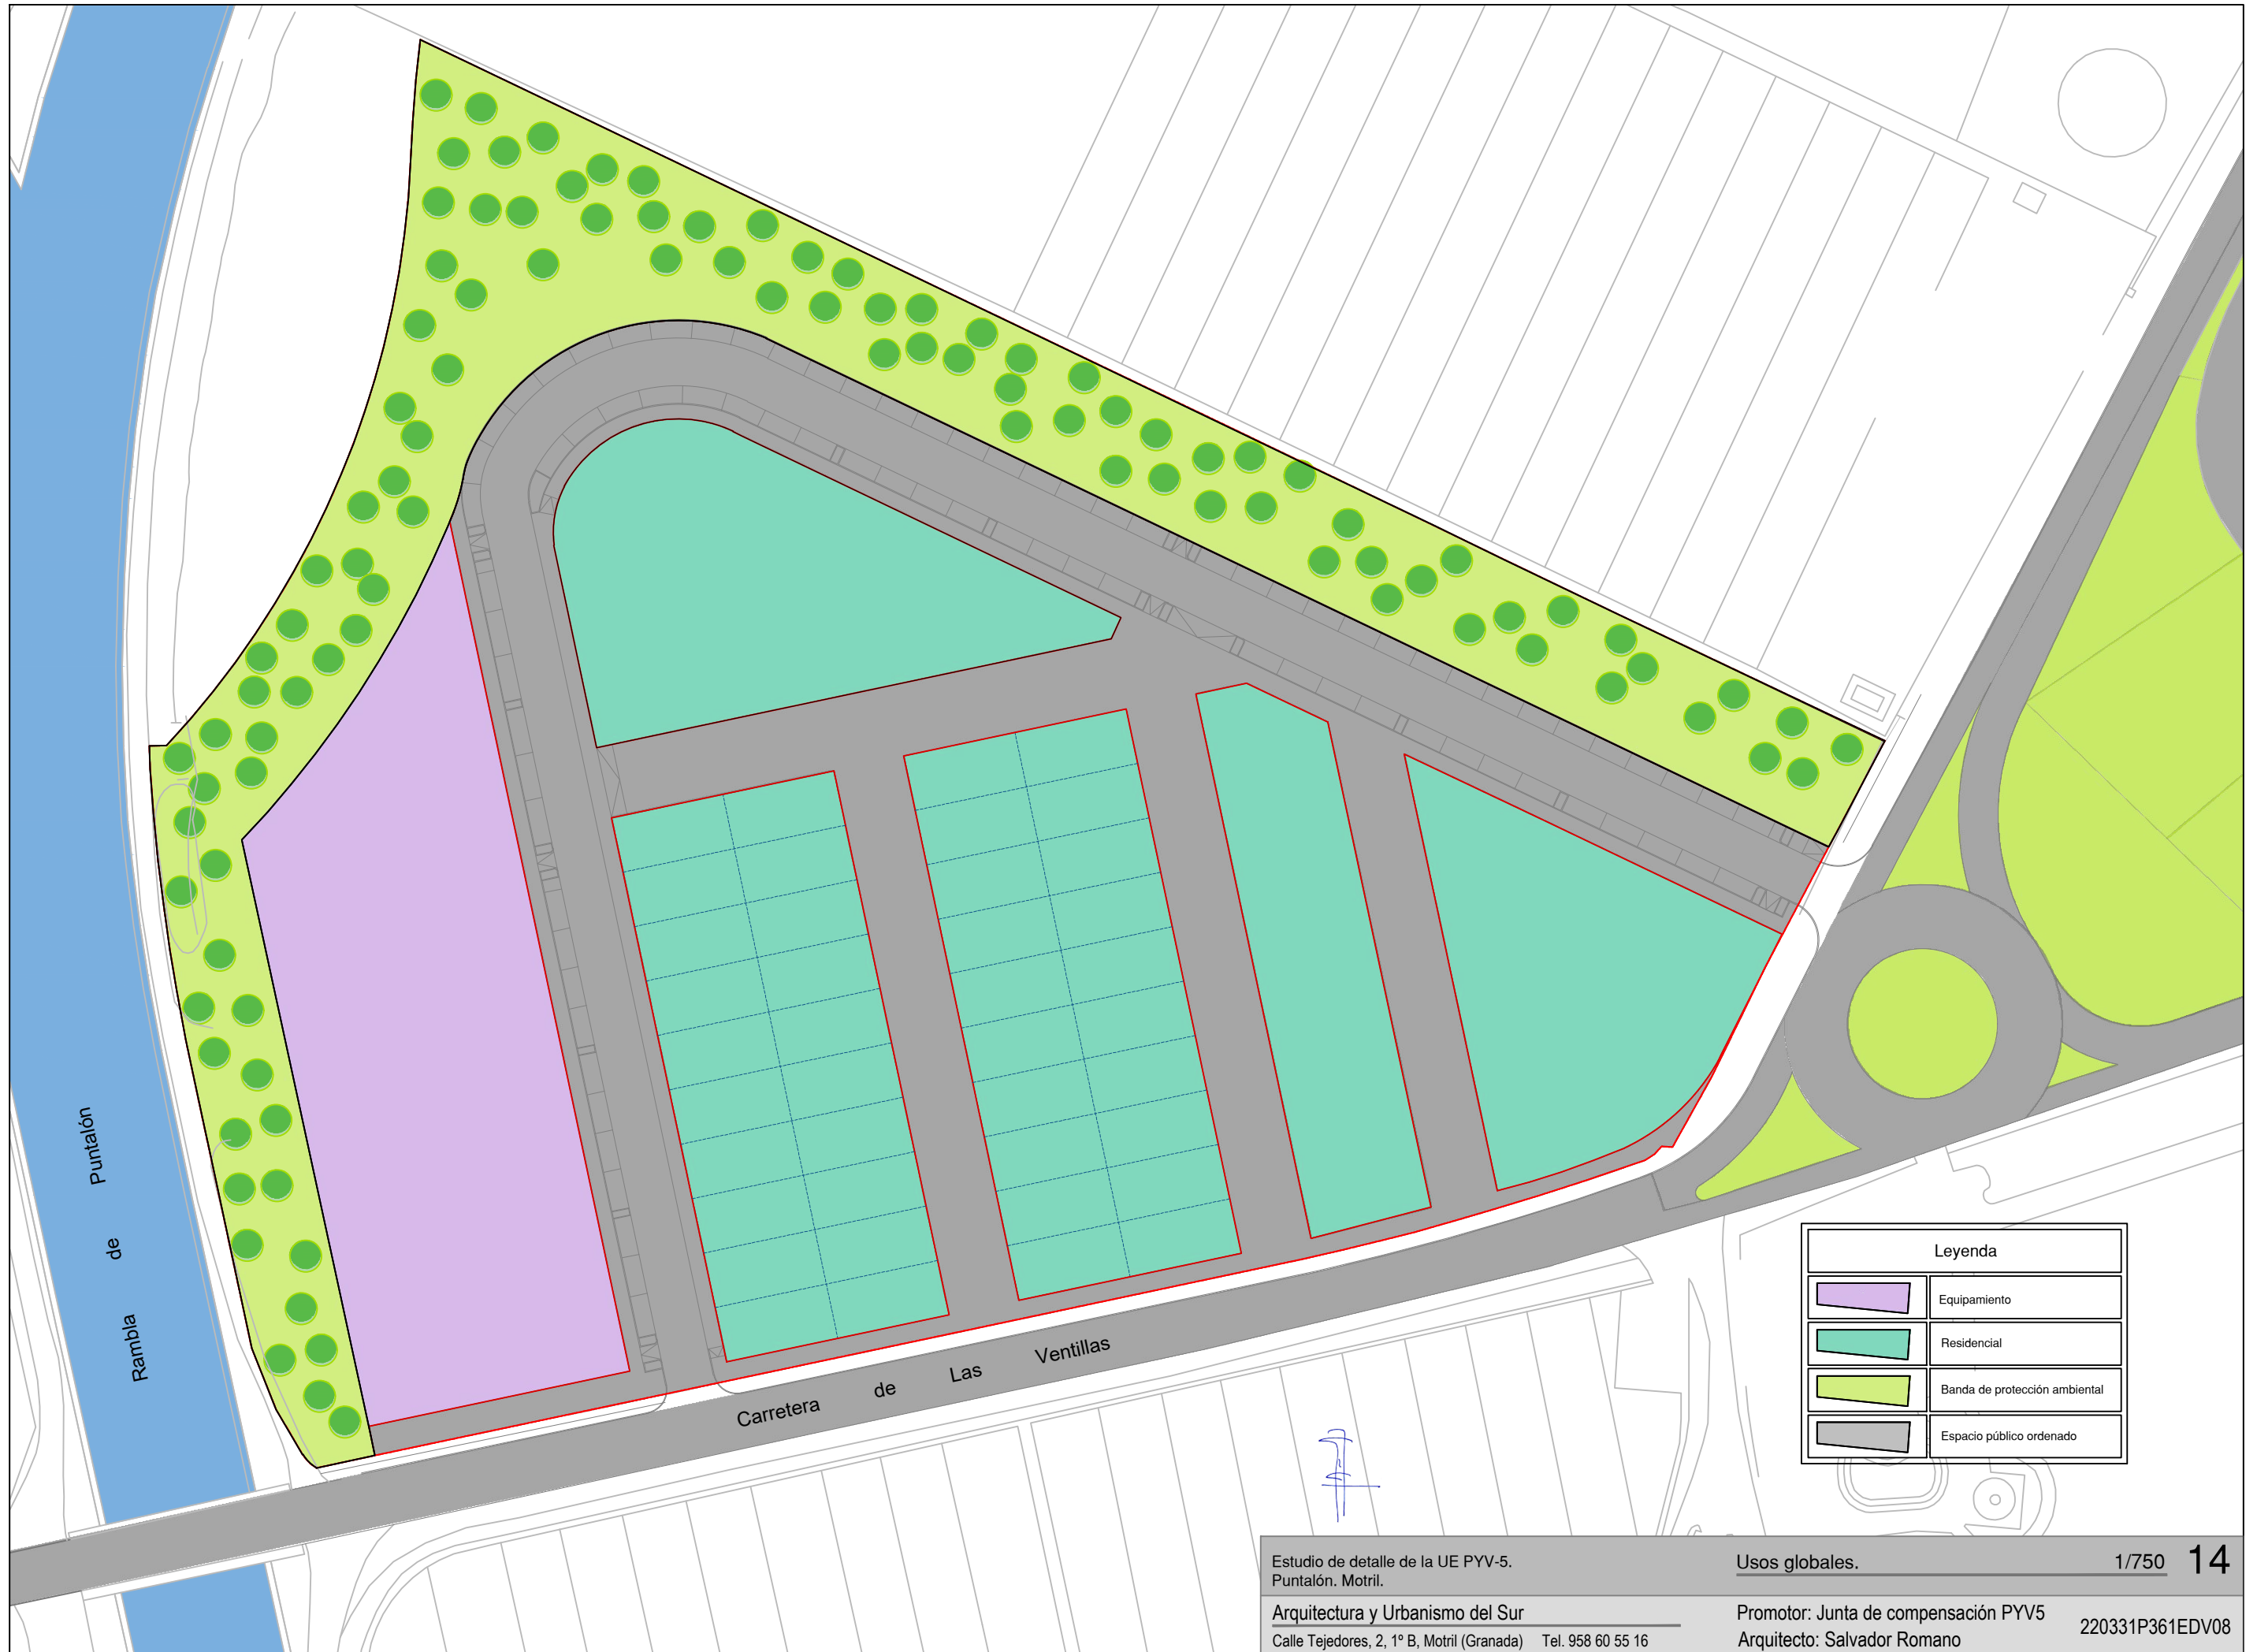 Rambla de Puntalón
Carretera de Las Ventillas
Leyenda
Equipamiento
Residencial
Banda de protección ambiental
Espacio público ordenado
Estudio de detalle de la UE PYV-5.
Puntalón. Motril.
Usos globales. 1/750 14
Arquitectura y Urbanismo del Sur
Calle Tejedores, 2, 1º B, Motril (Granada) Tel. 958 60 55 16
Promotor: Junta de compensación PYV5
Arquitecto: Salvador Romano
220331P361EDV08